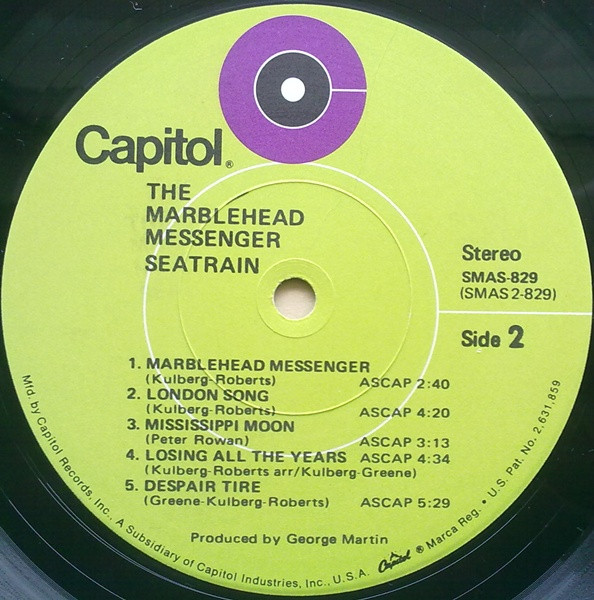 Capitol®
THE
MARBLEHEAD
MESSENGER
SEATRAIN
Stereo
SMAS-829
(SMAS 2-829)
Side 2
1. MARBLEHEAD MESSENGER
(Kulberg-Roberts) ASCAP 2:40
2. LONDON SONG
(Kulberg-Roberts) ASCAP 4:20
3. MISSISSIPPI MOON
(Peter Rowan) ASCAP 3:13
4. LOSING ALL THE YEARS ASCAP 4:34
(Kulberg-Roberts arr/Kulberg-Greene)
5. DESPAIR TIRE
(Greene-Kulberg-Roberts) ASCAP 5:29
Produced by George Martin
Mfd. by Capitol Records, Inc., A Subsidiary of Capitol Industries, Inc., U.S.A. Capitol ® Marca Reg. • U.S. Pat. No. 2,631,859